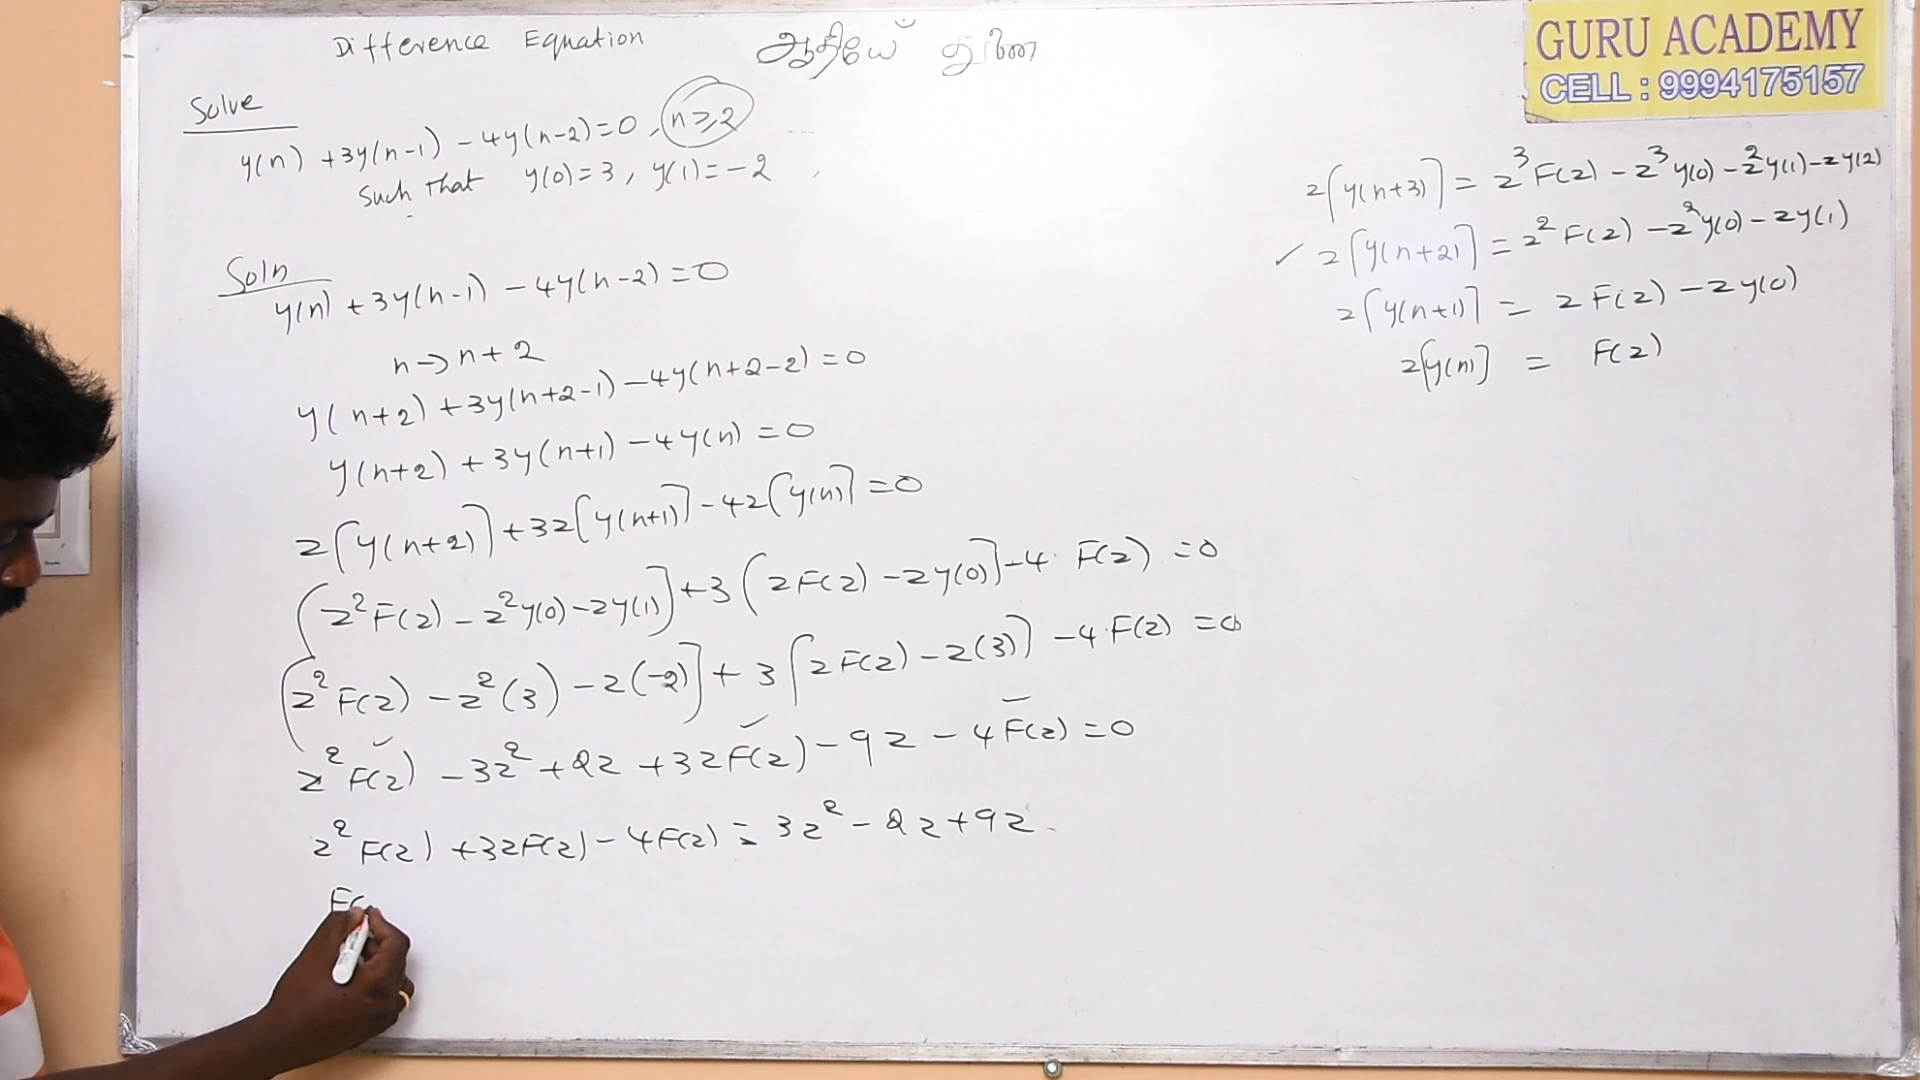 Difference Equation ஆதியே துணை
GURU ACADEMY
CELL : 9994175157
Solve
y(n) + 3y(n-1) - 4y(n-2) = 0, n≥2
such that y(0) = 3, y(1) = -2
Soln
y(n) + 3y(n-1) - 4y(n-2) = 0
n → n+2
y(n+2) + 3y(n+2-1) - 4y(n+2-2) = 0
y(n+2) + 3y(n+1) - 4y(n) = 0
z[y(n+2)] + 3z[y(n+1)] - 4z[y(n)] = 0
[z²F(z) - z²y(0) - zy(1)] + 3[zF(z) - zy(0)] - 4·F(z) = 0
[z²F(z) - z²(3) - z(-2)] + 3[zF(z) - z(3)] - 4·F(z) = 0
z²F(z) - 3z² + 2z + 3zF(z) - 9z - 4F(z) = 0
z²F(z) + 3zF(z) - 4F(z) = 3z² - 2z + 9z
F(
z[y(n+3)] = z³F(z) - z³y(0) - z²y(1) - zy(2)
✓ z[y(n+2)] = z²F(z) - z²y(0) - zy(1)
z[y(n+1)] = zF(z) - zy(0)
z[y(n)] = F(z)